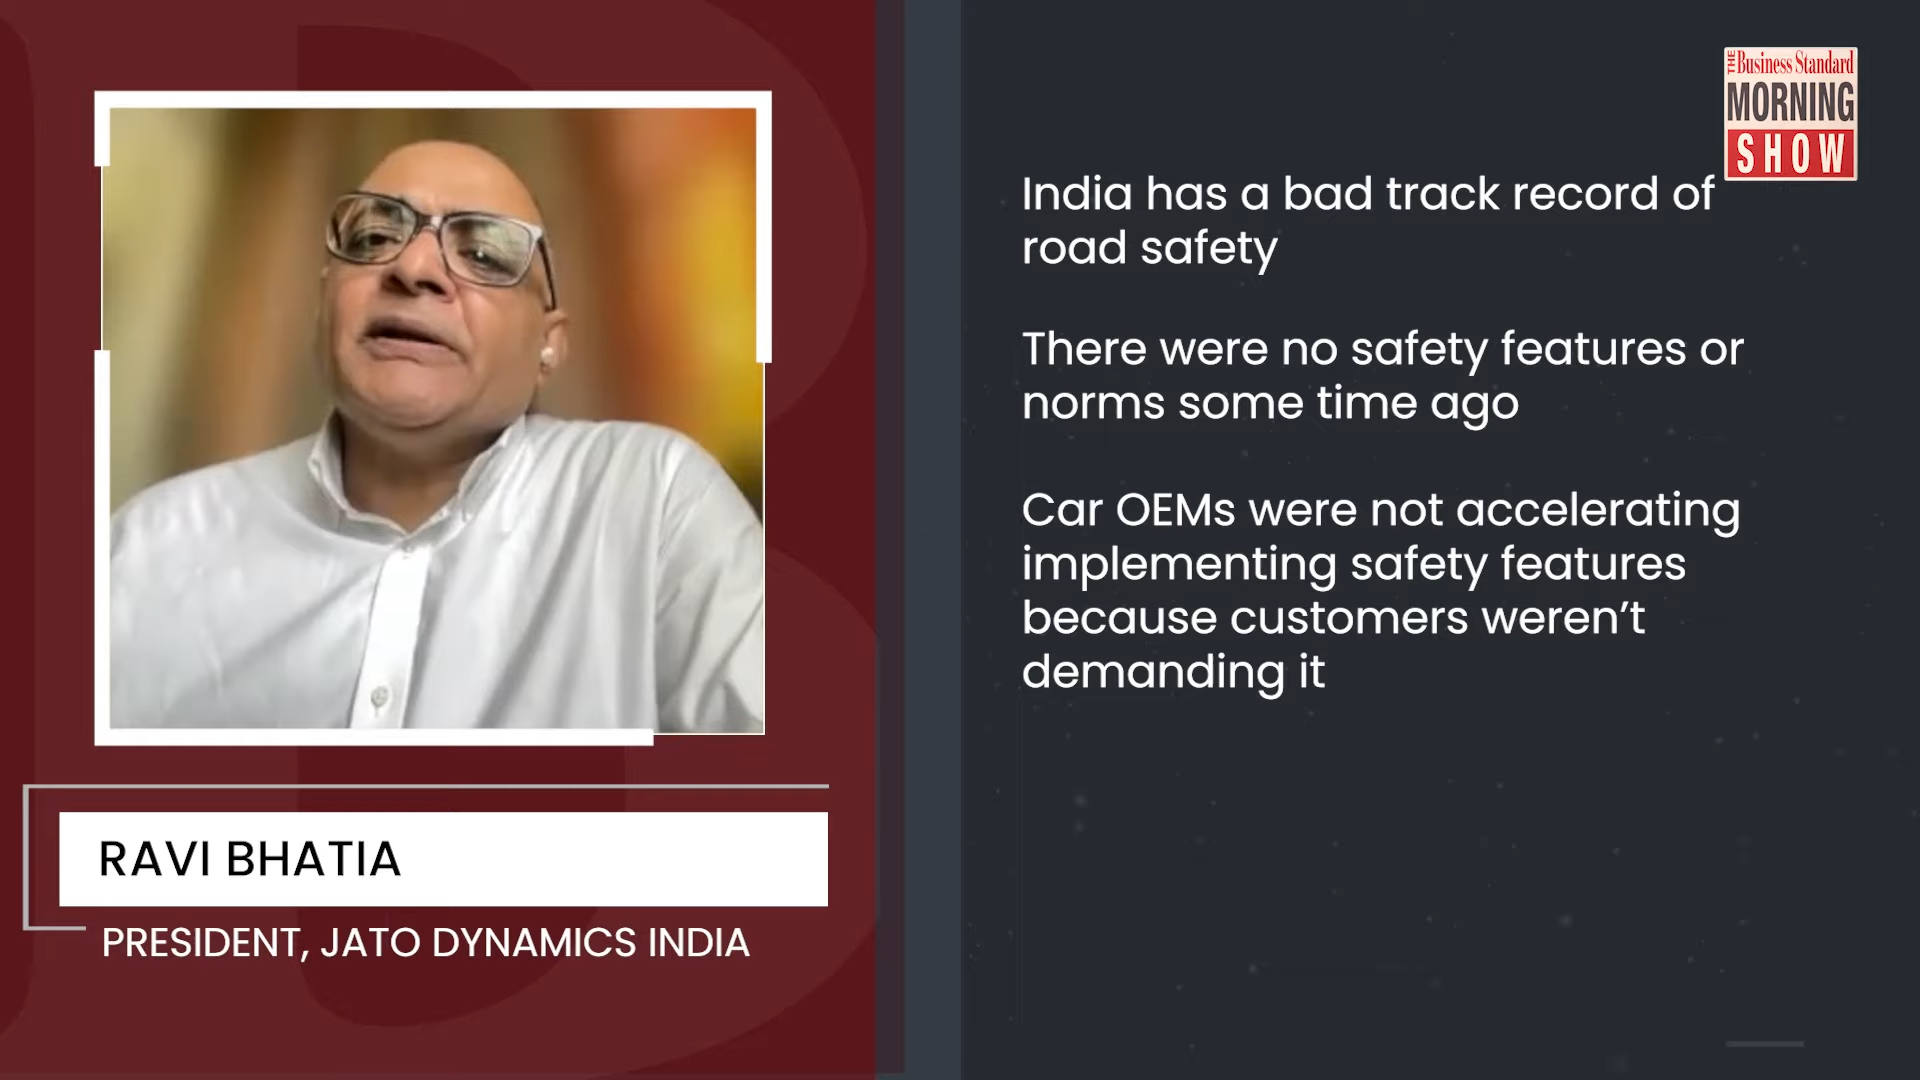 THE Business Standard
MORNING
SHOW
India has a bad track record of
road safety
There were no safety features or
norms some time ago
Car OEMs were not accelerating
implementing safety features
because customers weren’t
demanding it
RAVI BHATIA
PRESIDENT, JATO DYNAMICS INDIA